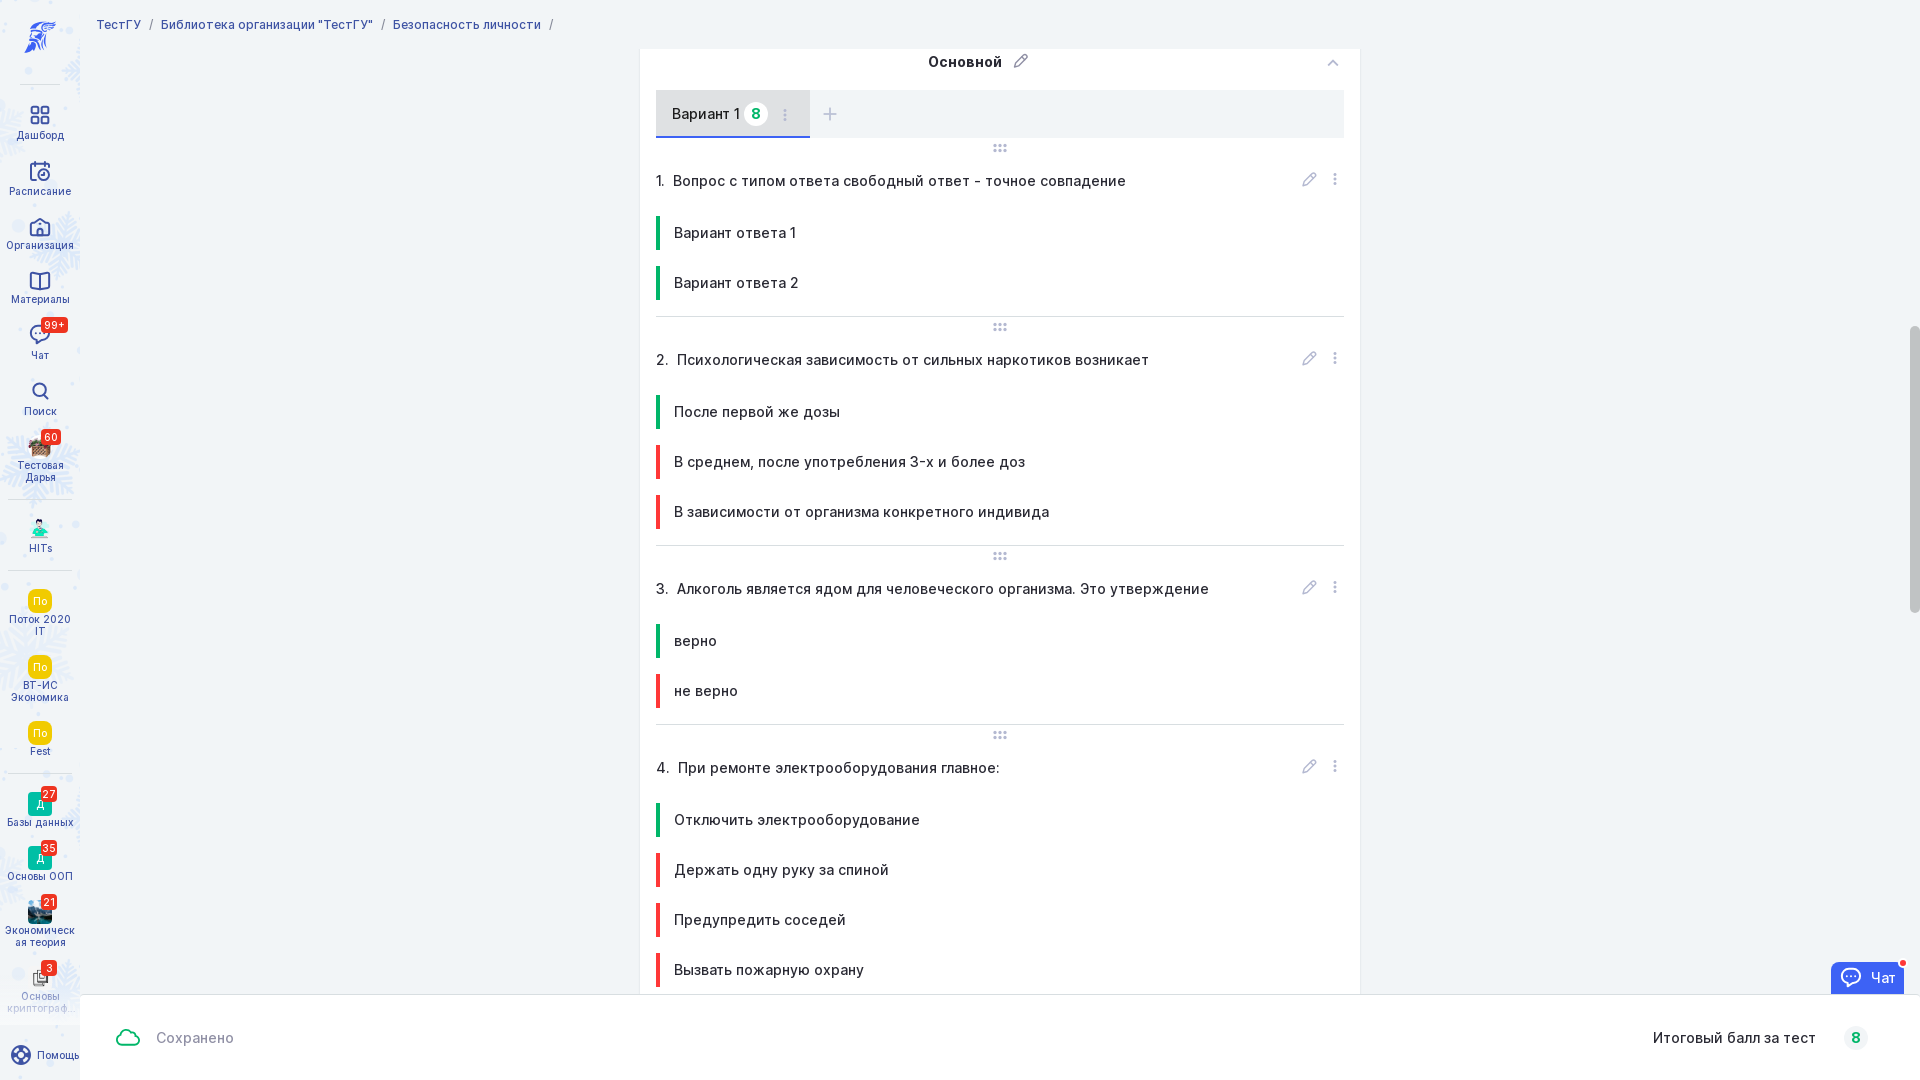 ТестГУ / Библиотека организации "ТестГУ" / Безопасность личности /
Дашборд
Расписание
Организация
Материалы
99+
Чат
Поиск
60
Тестовая
Дарья
HITs
По
Поток 2020
IT
По
ВТ-ИС
Экономика
По
Fest
27
Д
Базы данных
35
Д
Основы ООП
21
Экономическ
ая теория
3
Основы
криптограф...
Помощь
Основной
Вариант 1 8
1. Вопрос с типом ответа свободный ответ - точное совпадение
Вариант ответа 1
Вариант ответа 2
2. Психологическая зависимость от сильных наркотиков возникает
После первой же дозы
В среднем, после употребления 3-х и более доз
В зависимости от организма конкретного индивида
3. Алкоголь является ядом для человеческого организма. Это утверждение
верно
не верно
4. При ремонте электрооборудования главное:
Отключить электрооборудование
Держать одну руку за спиной
Предупредить соседей
Вызвать пожарную охрану
Чат
Сохранено
Итоговый балл за тест 8